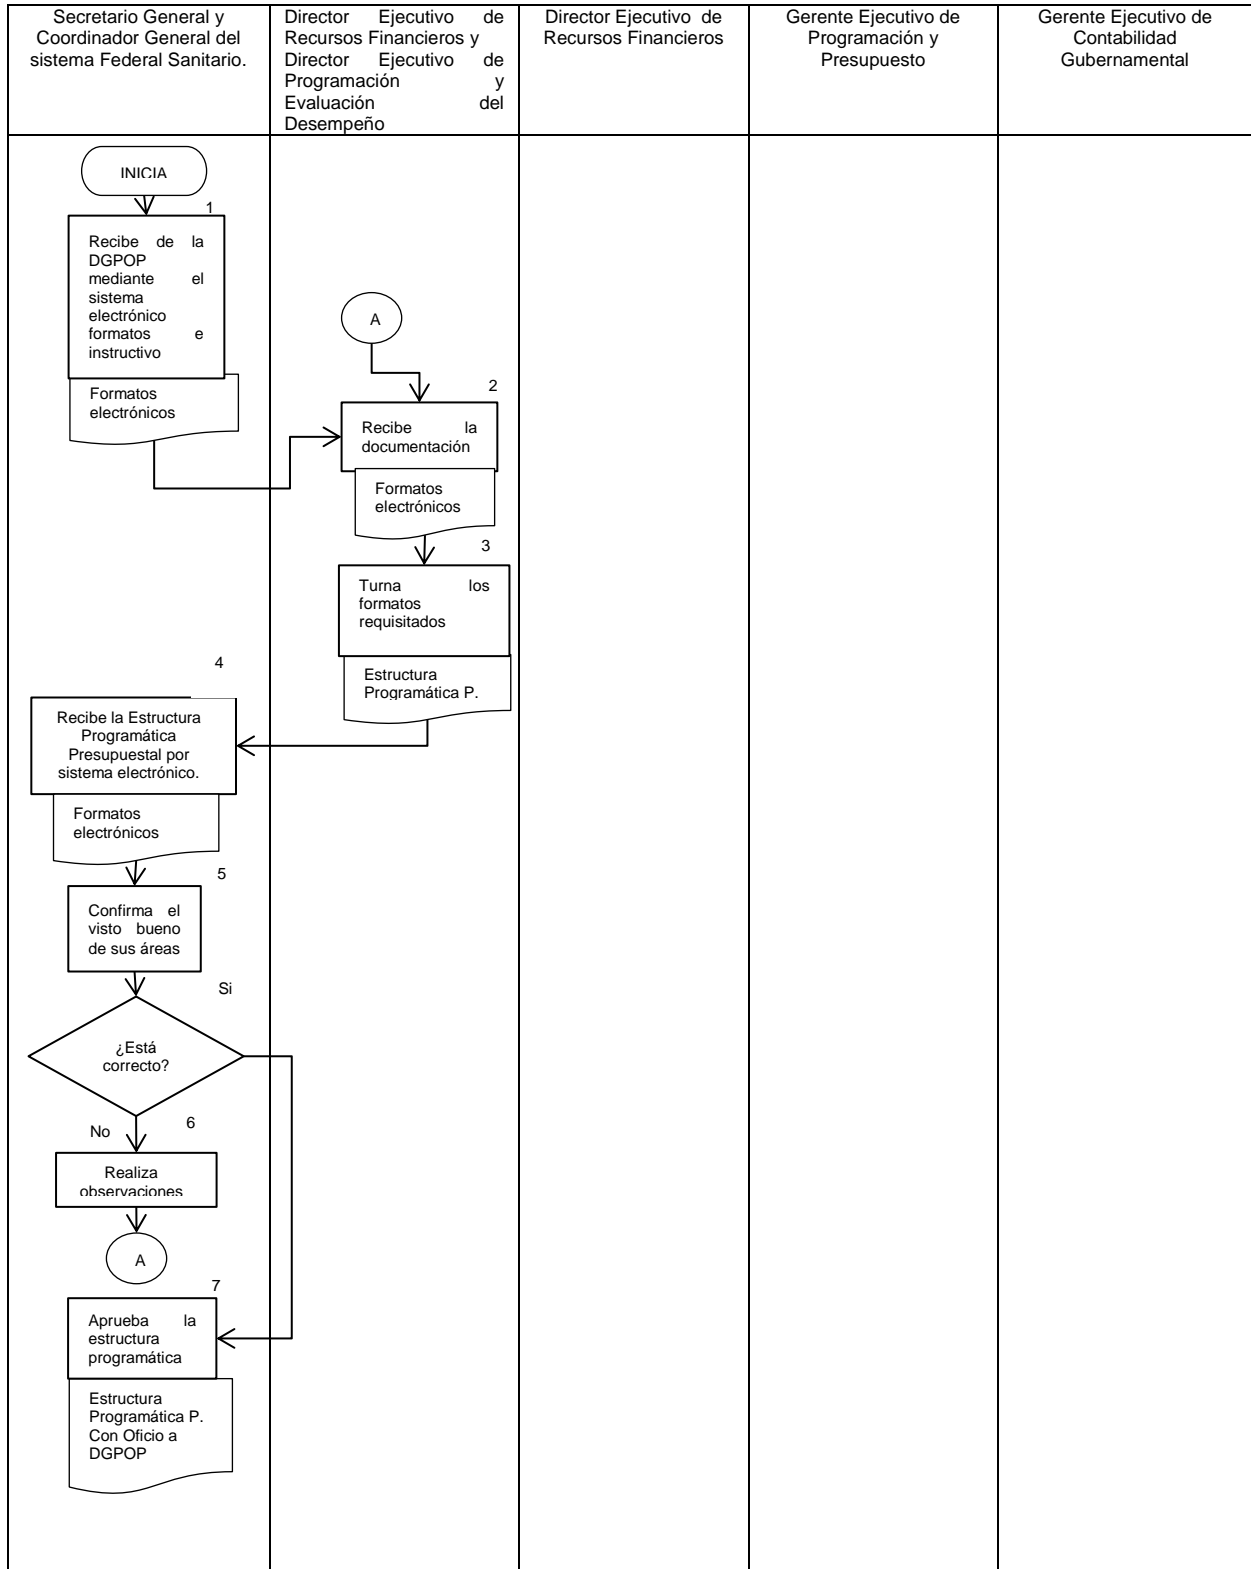 Secretario General y
Coordinador General del
sistema Federal Sanitario.
Director Ejecutivo de
Recursos Financieros y
Director Ejecutivo de
Programación y
Evaluación del
Desempeño
Director Ejecutivo de
Recursos Financieros
Gerente Ejecutivo de
Programación y
Presupuesto
Gerente Ejecutivo de
Contabilidad
Gubernamental
INICIA
1
Recibe de la
DGPOP
mediante el
sistema
electrónico
formatos e
instructivo
Formatos
electrónicos
A
2
Recibe la
documentación
Formatos
electrónicos
3
Turna los
formatos
requisitados
Estructura
Programática P.
4
Recibe la Estructura
Programática
Presupuestal por
sistema electrónico.
Formatos
electrónicos
5
Confirma el
visto bueno
de sus áreas
Si
¿Está
correcto?
No
6
Realiza
observaciones
A
7
Aprueba la
estructura
programática
Estructura
Programática P.
Con Oficio a
DGPOP